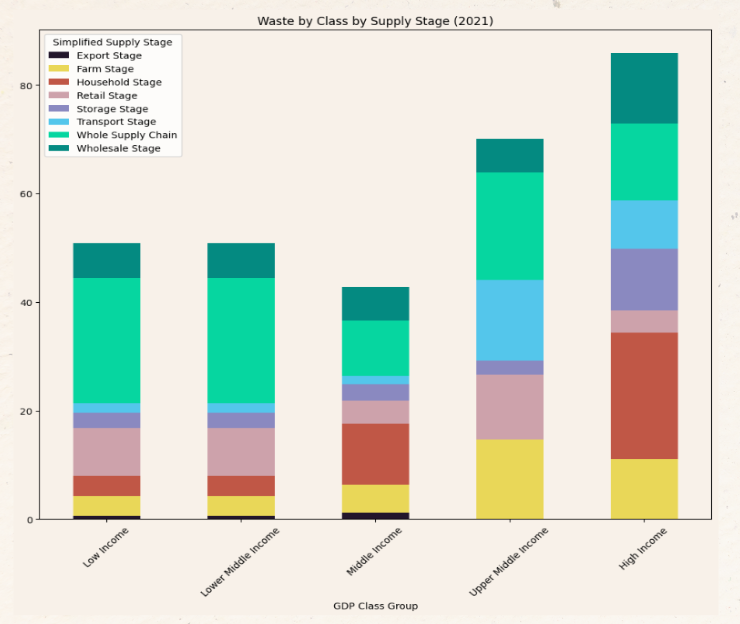 Waste by Class by Supply Stage (2021)
Simplified Supply Stage
Export Stage
Farm Stage
Household Stage
Retail Stage
Storage Stage
Transport Stage
Whole Supply Chain
Wholesale Stage
80
60
40
20
0
Low Income
Lower Middle Income
Middle Income
Upper Middle Income
High Income
GDP Class Group